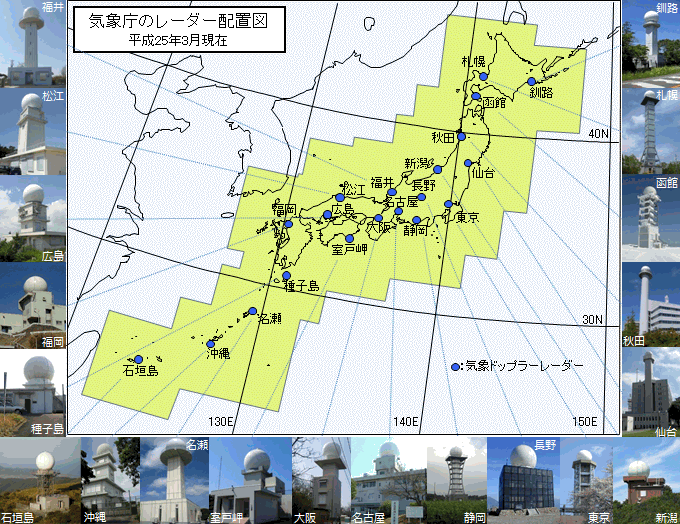 福井
気象庁のレーダー配置図
平成25年3月現在
釧路
松江
札幌
札幌
釧路
函館
40N
秋田
仙台
新潟
函館
福井
長野
松江
名古屋
福岡
広島
東京
大阪
静岡
広島
室戸岬
種子島
30N
名瀬
福岡
秋田
沖縄
石垣島
:気象ドップラーレーダー
130E
140E
150E
種子島
仙台
名瀬
長野
石垣島
沖縄
室戸岬
大阪
名古屋
静岡
東京
新潟